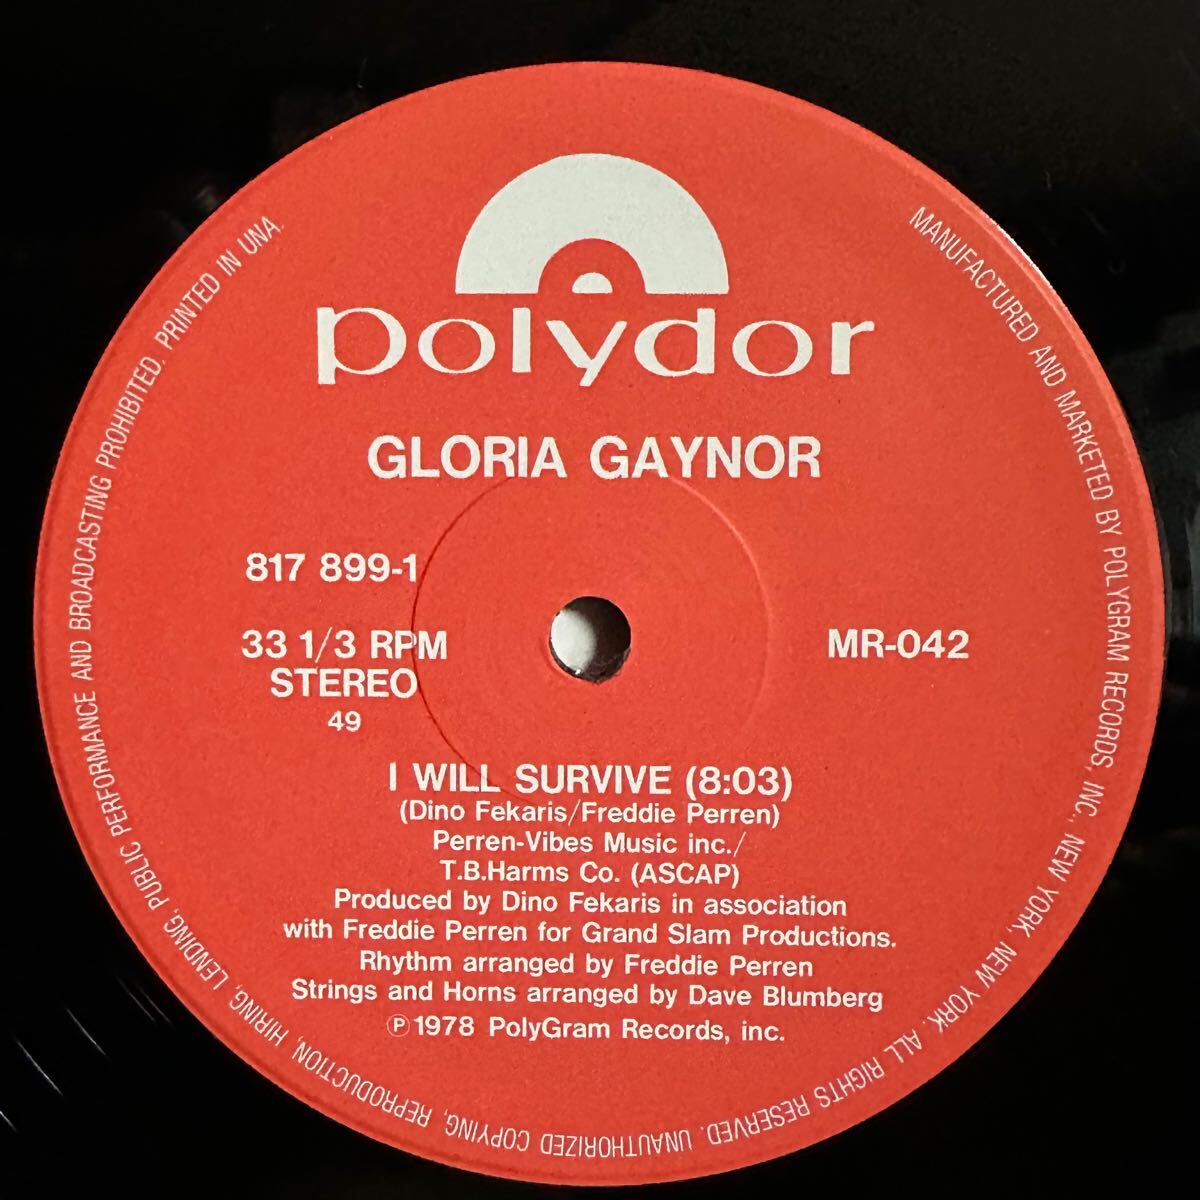 polydor
GLORIA GAYNOR
817 899-1
33 1/3 RPM
STEREO
49
MR-042
I WILL SURVIVE (8:03)
(Dino Fekaris/Freddie Perren)
Perren-Vibes Music inc./
T.B.Harms Co. (ASCAP)
Produced by Dino Fekaris in association
with Freddie Perren for Grand Slam Productions.
Rhythm arranged by Freddie Perren
Strings and Horns arranged by Dave Blumberg
℗1978 PolyGram Records, inc.
MANUFACTURED AND MARKETED BY POLYGRAM RECORDS, INC., NEW YORK, NEW YORK. ALL RIGHTS RESERVED. UNAUTHORIZED COPYING, REPRODUCTION, HIRING, LENDING, PUBLIC PERFORMANCE AND BROADCASTING PROHIBITED. PRINTED IN UNA.